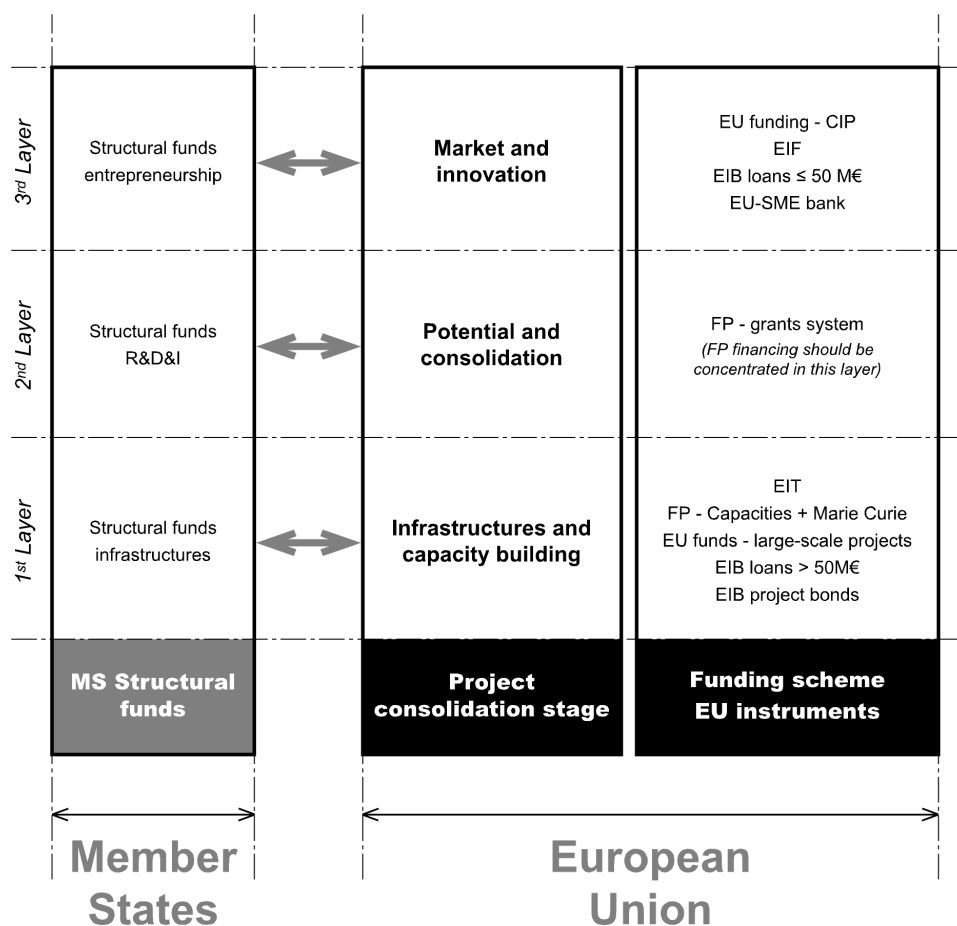 3rd Layer
Structural funds
entrepreneurship
Market and
innovation
EU funding - CIP
EIF
EIB loans ≤ 50 M€
EU-SME bank
2nd Layer
Structural funds
R&D&I
Potential and
consolidation
FP - grants system
(FP financing should be
concentrated in this layer)
1st Layer
Structural funds
infrastructures
Infrastructures and
capacity building
EIT
FP - Capacities + Marie Curie
EU funds - large-scale projects
EIB loans > 50M€
EIB project bonds
MS Structural
funds
Project
consolidation stage
Funding scheme
EU instruments
Member
States
European
Union